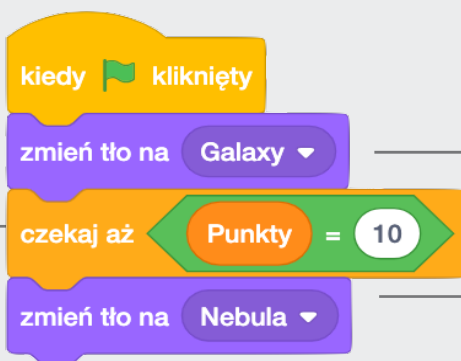 kiedy kliknięty
zmień tło na Galaxy
czekaj aż Punkty = 10
zmień tło na Nebula